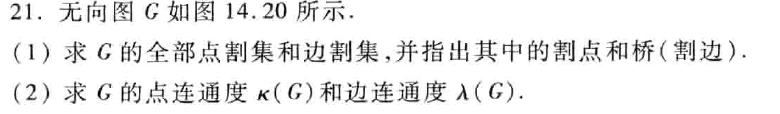 21. 无向图 G 如图 14.20 所示.
(1) 求 G 的全部点割集和边割集,并指出其中的割点和桥(割边).
(2) 求 G 的点连通度 κ(G)和边连通度 λ(G).